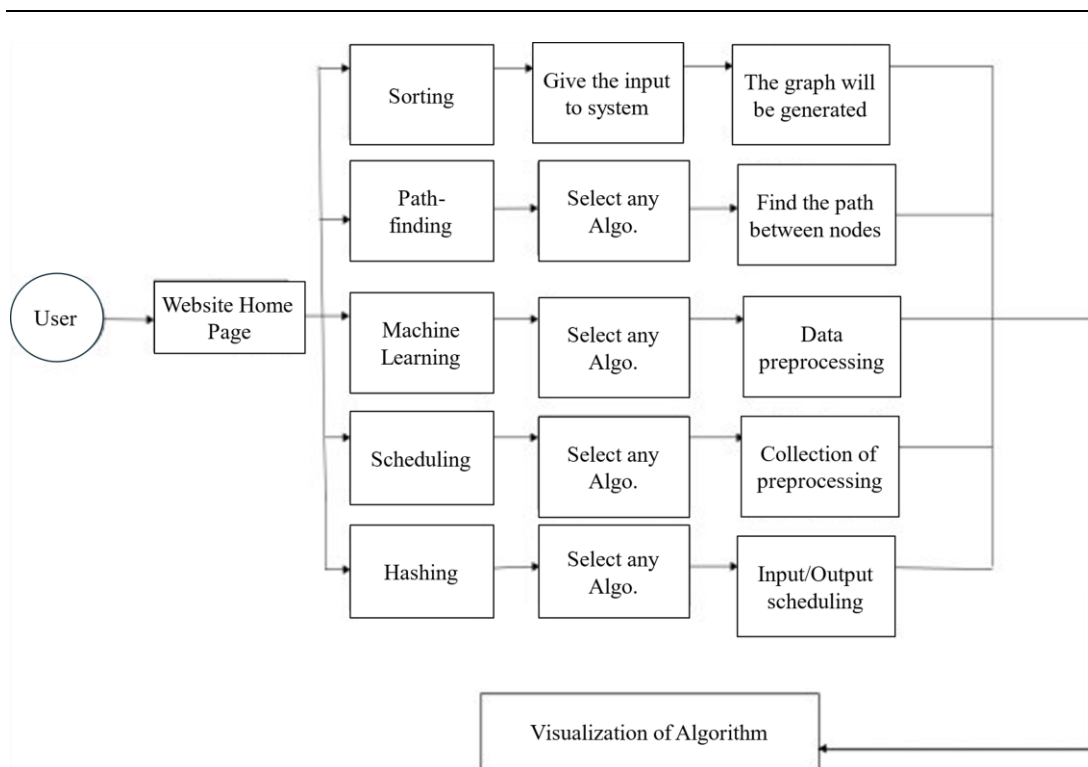 Sorting
Give the input
to system
The graph will
be generated
Path-
finding
Select any
Algo.
Find the path
between nodes
User
Website Home
Page
Machine
Learning
Select any
Algo.
Data
preprocessing
Scheduling
Select any
Algo.
Collection of
preprocessing
Hashing
Select any
Algo.
Input/Output
scheduling
Visualization of Algorithm